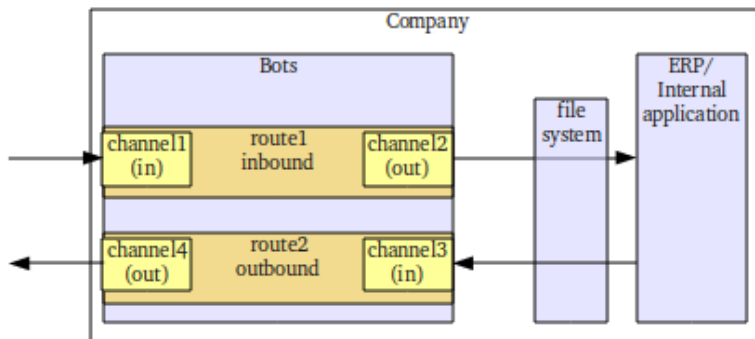 Company
Bots
ERP/
Internal
application
file
system
channel1
(in)
route1
inbound
channel2
(out)
channel4
(out)
route2
outbound
channel3
(in)